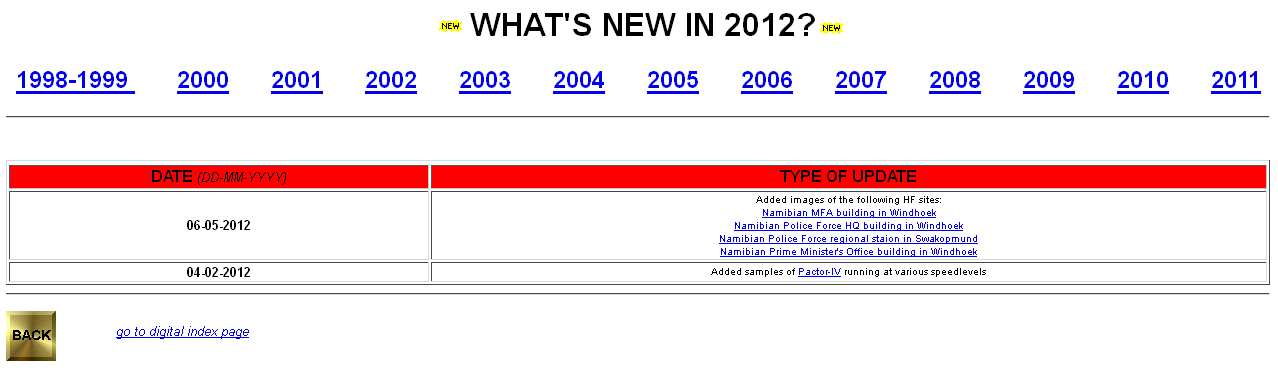 NEW WHAT'S NEW IN 2012? NEW
1998-1999 2000 2001 2002 2003 2004 2005 2006 2007 2008 2009 2010 2011
DATE (DD-MM-YYYY) TYPE OF UPDATE
06-05-2012
Added images of the following HF sites:
Namibian MFA building in Windhoek
Namibian Police Force HQ building in Windhoek
Namibian Police Force regional staion in Swakopmund
Namibian Prime Minister's Office building in Windhoek
04-02-2012 Added samples of Pactor-IV running at various speedlevels
BACK go to digital index page